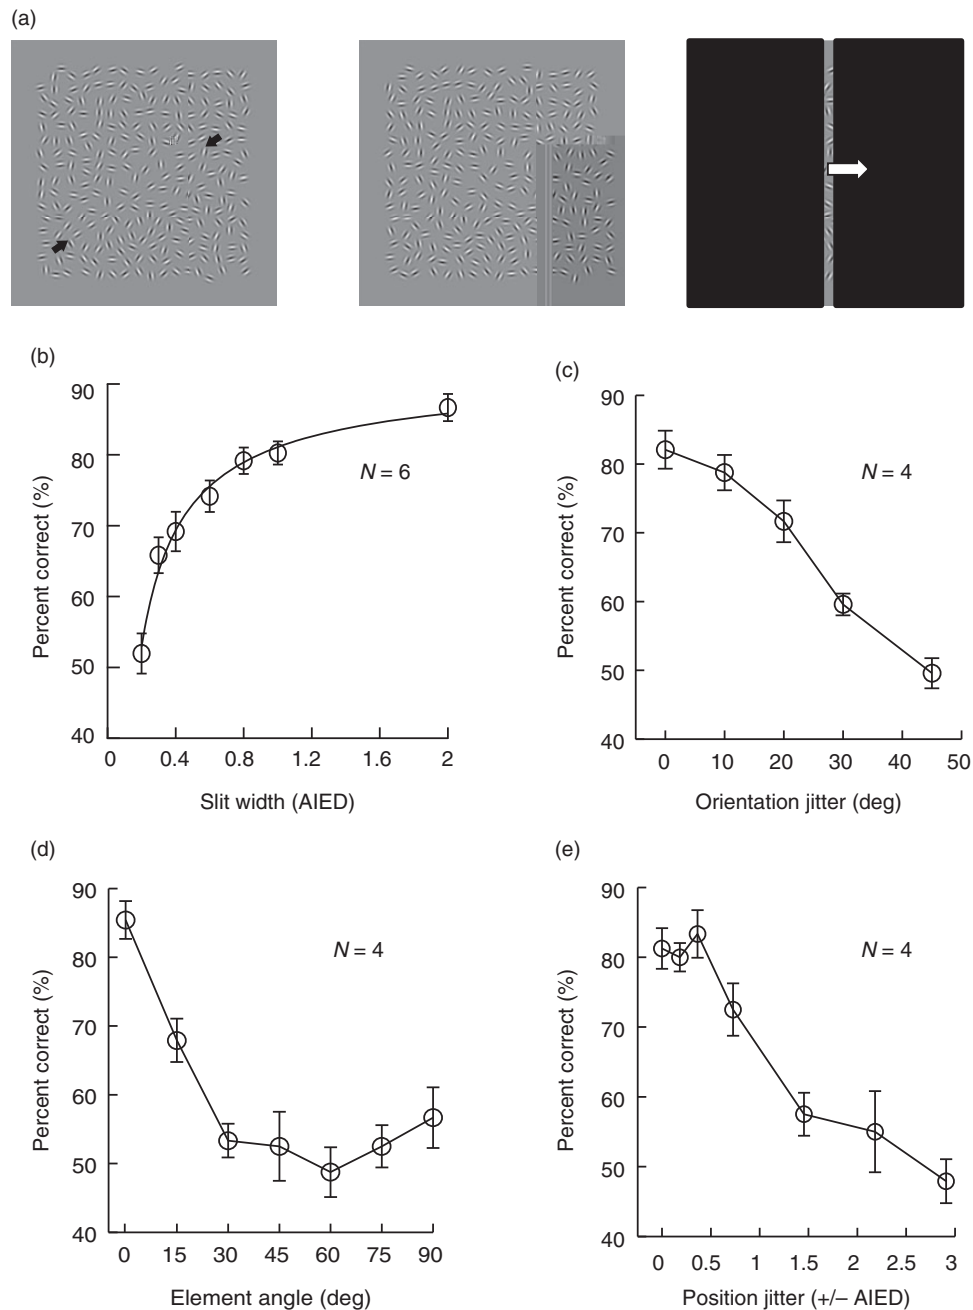 (a)
(b)
90
80
70
60
50
40
Percent correct (%)
N = 6
0 0.4 0.8 1.2 1.6 2
Slit width (AIED)
(c)
90
80
70
60
50
40
Percent correct (%)
N = 4
0 10 20 30 40 50
Orientation jitter (deg)
(d)
90
80
70
60
50
40
Percent correct (%)
N = 4
0 15 30 45 60 75 90
Element angle (deg)
(e)
90
80
70
60
50
40
Percent correct (%)
N = 4
0 0.5 1 1.5 2 2.5 3
Position jitter (+/– AIED)